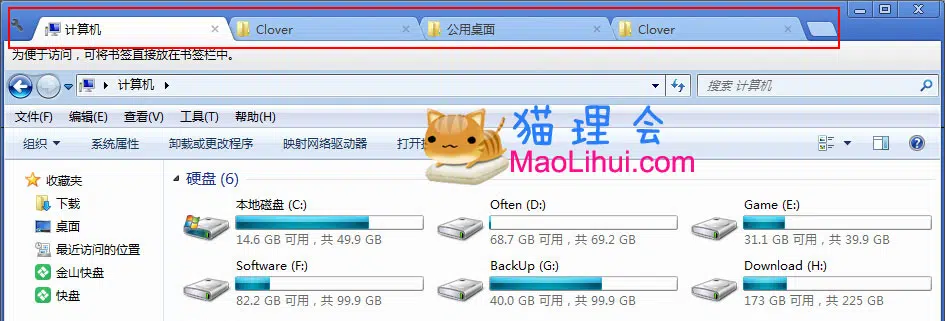 计算机 Clover 公用桌面 Clover
为便于访问，可将书签直接放在书签栏中。
计算机 搜索 计算机
文件(F) 编辑(E) 查看(V) 工具(T) 帮助(H)
组织 系统属性 卸载或更改程序 映射网络驱动器 打开
猫理会
MaoLihui.com
收藏夹
下载
桌面
最近访问的位置
金山快盘
快盘
硬盘 (6)
本地磁盘 (C:) Often (D:) Game (E:)
14.6 GB 可用，共 49.9 GB 68.7 GB 可用，共 69.2 GB 31.1 GB 可用，共 39.9 GB
Software (F:) BackUp (G:) Download (H:)
82.2 GB 可用，共 99.9 GB 40.0 GB 可用，共 99.9 GB 173 GB 可用，共 225 GB